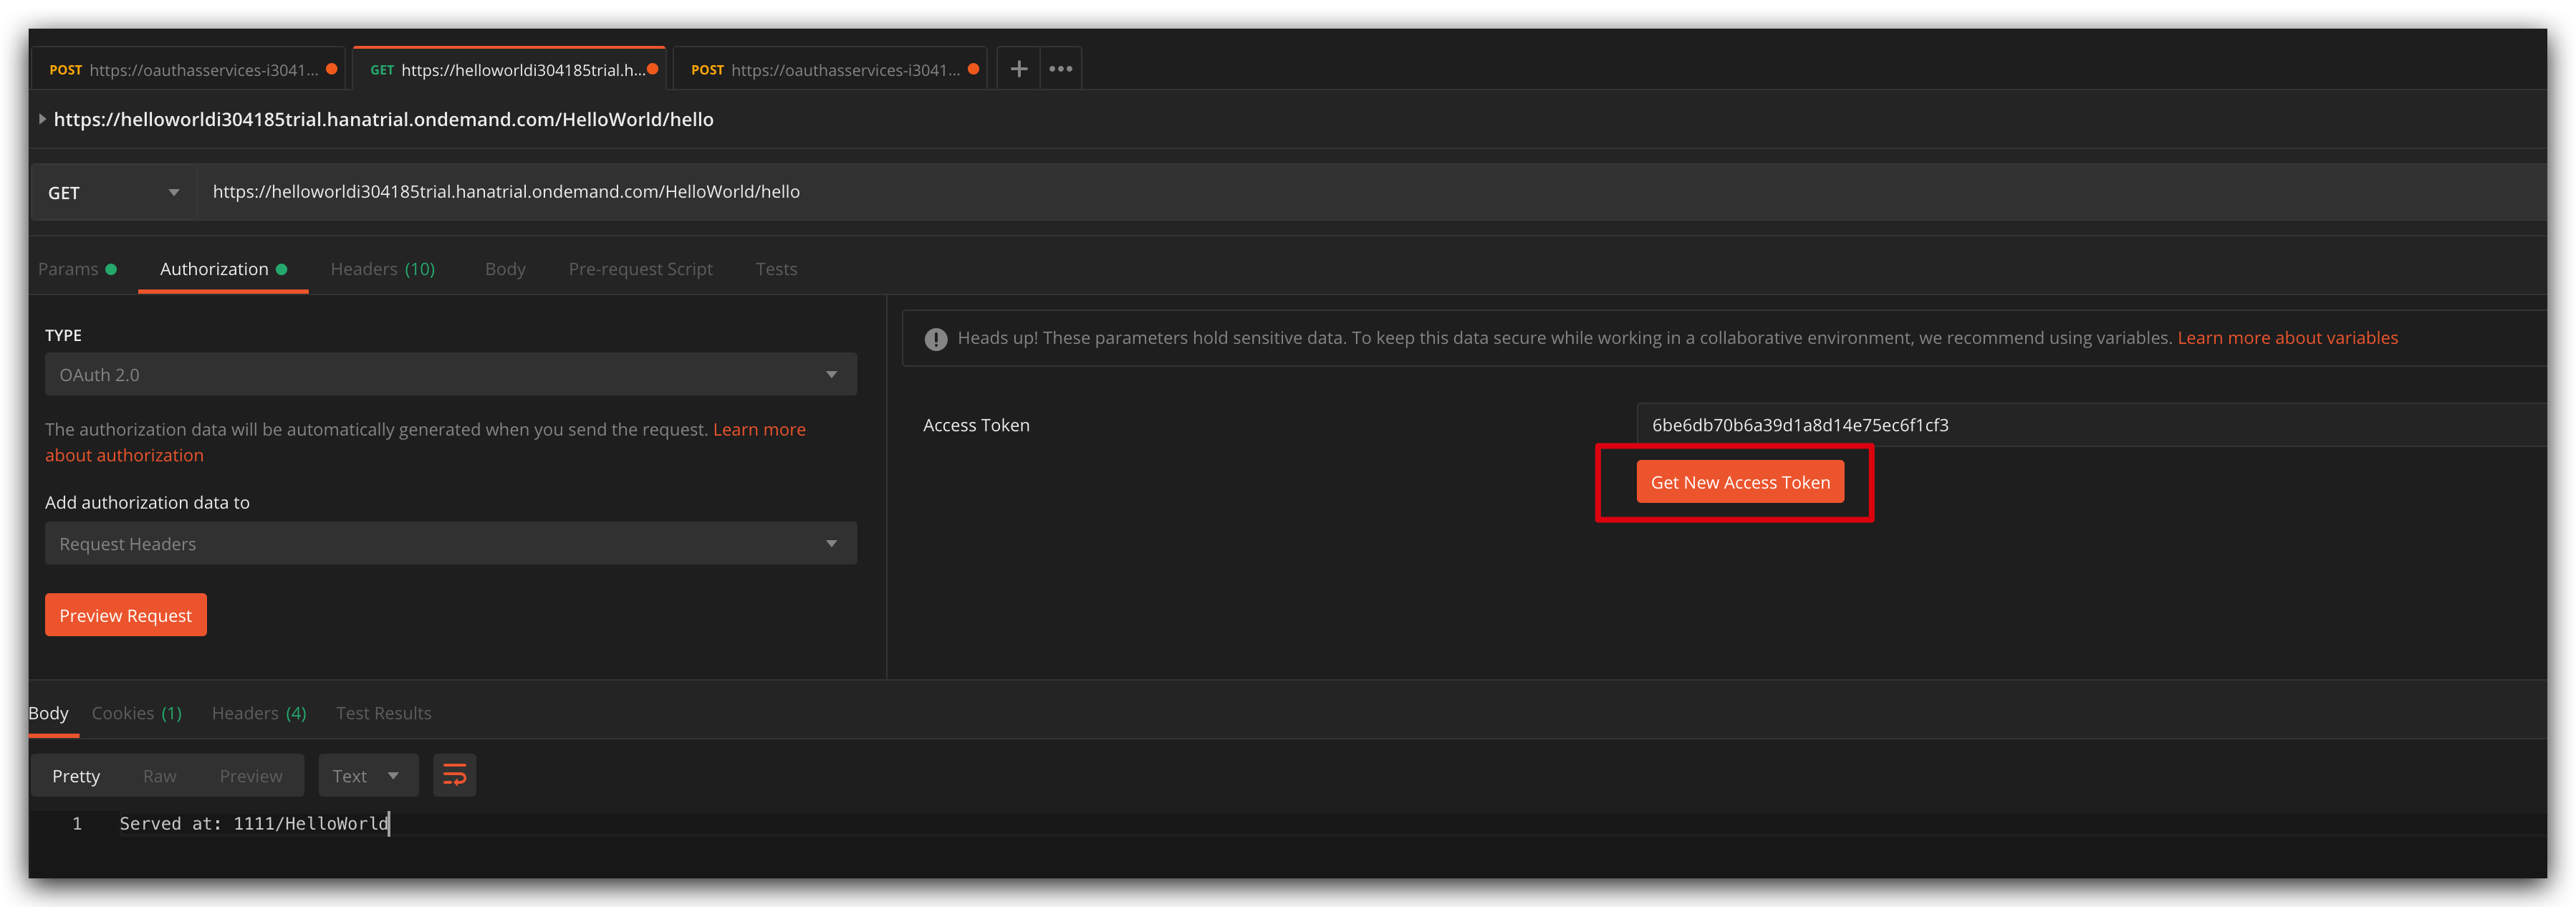 POST https://oauthasservices-i3041...
GET https://helloworldi304185trial.h...
POST https://oauthasservices-i3041...
https://helloworldi304185trial.hanatrial.ondemand.com/HelloWorld/hello
GET https://helloworldi304185trial.hanatrial.ondemand.com/HelloWorld/hello
Params Authorization Headers (10) Body Pre-request Script Tests
TYPE
OAuth 2.0
The authorization data will be automatically generated when you send the request. Learn more
about authorization
Add authorization data to
Request Headers
Preview Request
Heads up! These parameters hold sensitive data. To keep this data secure while working in a collaborative environment, we recommend using variables. Learn more about variables
Access Token 6be6db70b6a39d1a8d14e75ec6f1cf3
Get New Access Token
Body Cookies (1) Headers (4) Test Results
Pretty Raw Preview Text
1 Served at: 1111/HelloWorld